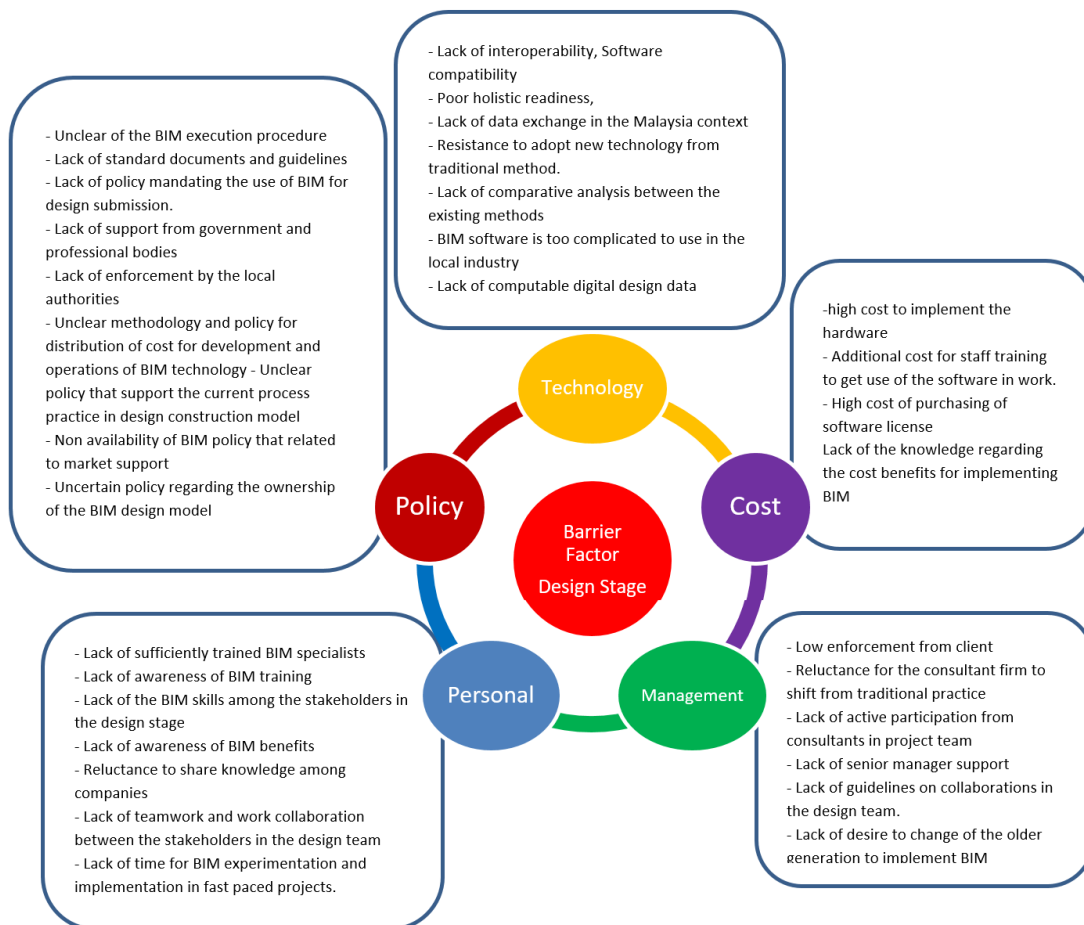 - Lack of interoperability, Software
compatibility
- Poor holistic readiness,
- Lack of data exchange in the Malaysia context
- Resistance to adopt new technology from
traditional method.
- Lack of comparative analysis between the
existing methods
- BIM software is too complicated to use in the
local industry
- Lack of computable digital design data
- Unclear of the BIM execution procedure
- Lack of standard documents and guidelines
- Lack of policy mandating the use of BIM for
design submission.
- Lack of support from government and
professional bodies
- Lack of enforcement by the local
authorities
- Unclear methodology and policy for
distribution of cost for development and
operations of BIM technology - Unclear
policy that support the current process
practice in design construction model
- Non availability of BIM policy that related
to market support
- Uncertain policy regarding the ownership
of the BIM design model
-high cost to implement the
hardware
- Additional cost for staff training
to get use of the software in work.
- High cost of purchasing of
software license
Lack of the knowledge regarding
the cost benefits for implementing
BIM
Technology
Policy
Cost
Barrier
Factor
Design Stage
Personal
Management
- Lack of sufficiently trained BIM specialists
- Lack of awareness of BIM training
- Lack of the BIM skills among the stakeholders in
the design stage
- Lack of awareness of BIM benefits
- Reluctance to share knowledge among
companies
- Lack of teamwork and work collaboration
between the stakeholders in the design team
- Lack of time for BIM experimentation and
implementation in fast paced projects.
- Low enforcement from client
- Reluctance for the consultant firm to
shift from traditional practice
- Lack of active participation from
consultants in project team
- Lack of senior manager support
- Lack of guidelines on collaborations in
the design team.
- Lack of desire to change of the older
generation to implement BIM